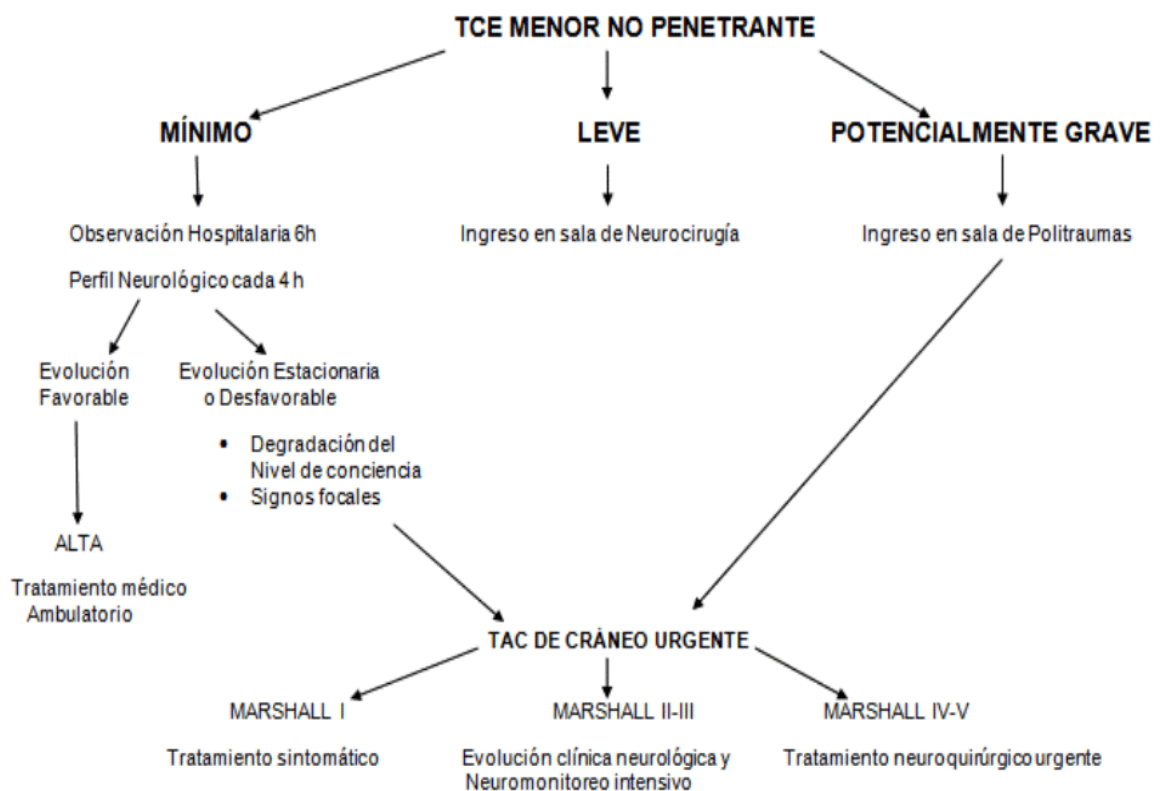 TCE MENOR NO PENETRANTE
MÍNIMO
LEVE
POTENCIALMENTE GRAVE
Observación Hospitalaria 6h
Ingreso en sala de Neurocirugía
Ingreso en sala de Politraumas
Perfil Neurológico cada 4 h
Evolución
Favorable
Evolución Estacionaria
o Desfavorable
• Degradación del
Nivel de conciencia
• Signos focales
ALTA
Tratamiento médico
Ambulatorio
TAC DE CRÁNEO URGENTE
MARSHALL I
MARSHALL II-III
MARSHALL IV-V
Tratamiento sintomático
Evolución clínica neurológica y
Neuromonitoreo intensivo
Tratamiento neuroquirúrgico urgente